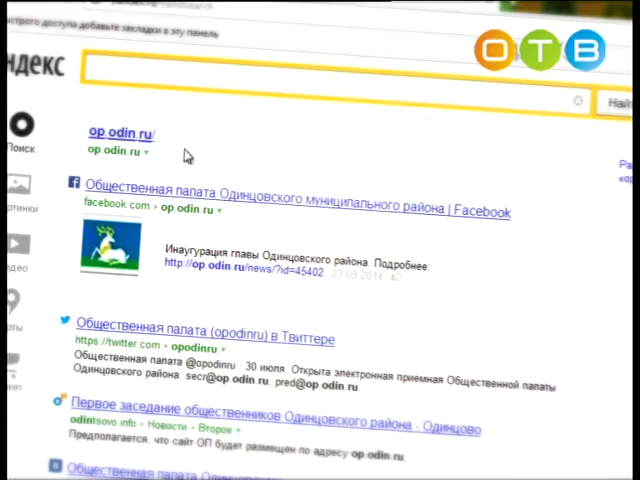 быстрого доступа добавьте закладки в эту панель
ОТВ
ндекс
Най
op.odin.ru/
op.odin.ru
Поиск
Общественная палата Одинцовского муниципального района | Facebook
facebook.com › op.odin.ru
Инаугурация главы Одинцовского района. Подробнее:
http://op.odin.ru/news/?id=45402. 23.09.2014
Общественная палата (opodinru) в Твиттере
https://twitter.com › opodinru
Общественная палата @opodinru 30 июля. Открыта электронная приемная Общественной палаты
Одинцовского района. secr@op.odin.ru, pred@op.odin.ru.
Первое заседание общественников Одинцовского района - Одинцово
odintsovo.info › Новости › Второе
Предполагается, что сайт ОП будет размещен по адресу op.odin.ru
Общественная палата Одинцовского